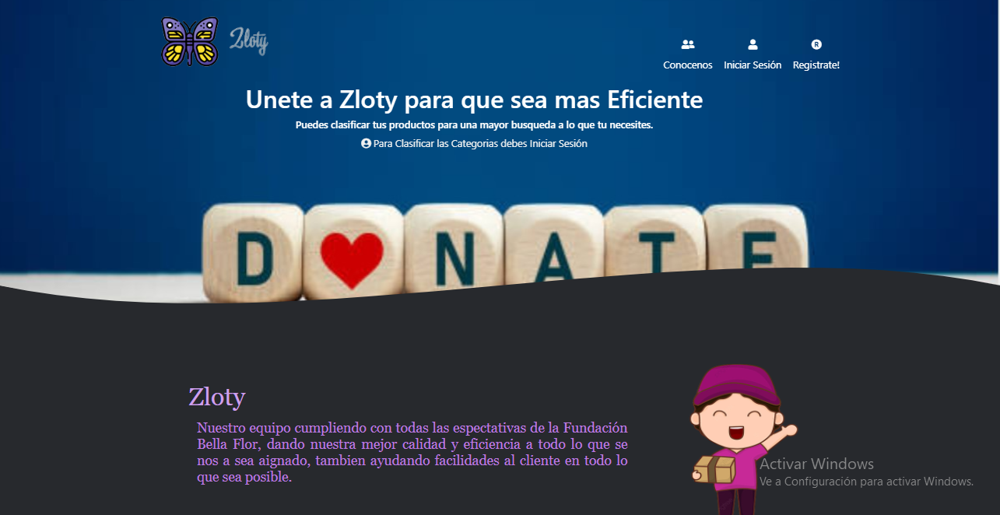 Zloty
Conocenos
Iniciar Sesión
Registrate!
Unete a Zloty para que sea mas Eficiente
Puedes clasificar tus productos para una mayor busqueda a lo que tu necesites.
Para Clasificar las Categorias debes Iniciar Sesión
D N A T E
Zloty
Nuestro equipo cumpliendo con todas las espectativas de la Fundación
Bella Flor, dando nuestra mejor calidad y eficiencia a todo lo que se
nos a sea aignado, tambien ayudando facilidades al cliente en todo lo
que sea posible.
Activar Windows
Ve a Configuración para activar Windows.